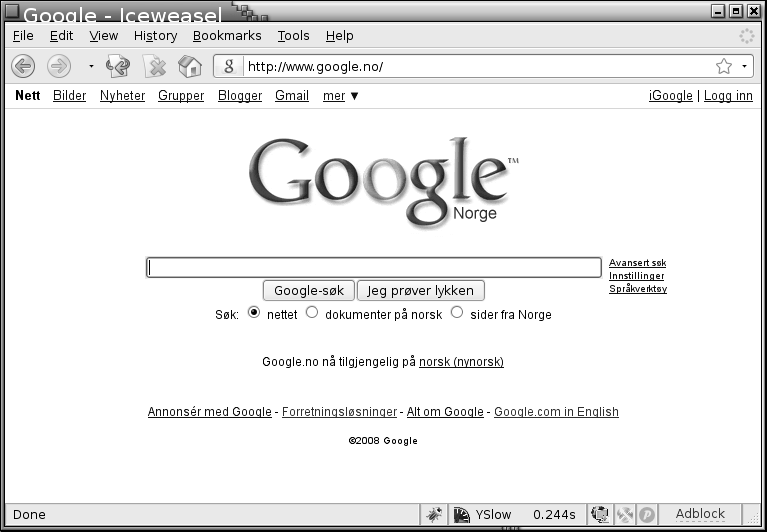 Google - Iceweasel
File Edit View History Bookmarks Tools Help
g http://www.google.no/
Nett Bilder Nyheter Grupper Blogger Gmail mer ▼ iGoogle | Logg inn
Google™
Norge
Avansert søk
Innstillinger
Språkverktøy
Google-søk Jeg prøver lykken
Søk: nettet dokumenter på norsk sider fra Norge
Google.no nå tilgjengelig på norsk (nynorsk)
Annonsér med Google - Forretningsløsninger - Alt om Google - Google.com in English
©2008 Google
Done YSlow 0.244s Adblock